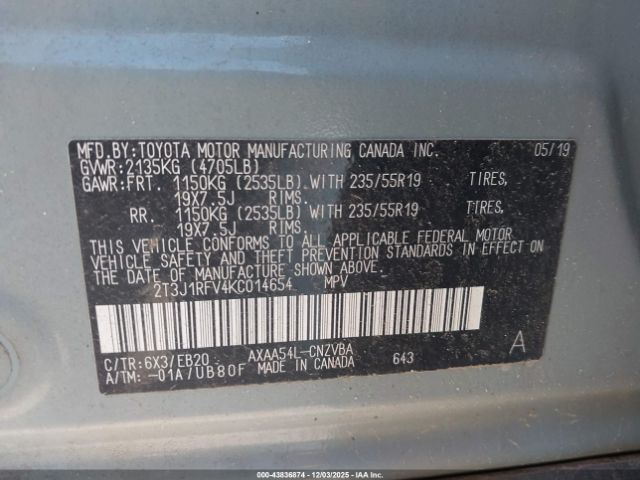 MFD.BY:TOYOTA MOTOR MANUFACTURING CANADA INC. 05/19
GVWR:2135KG (4705LB)
GAWR:FRT. 1150KG (2535LB) WITH 235/55R19 TIRES,
19X7.5J RIMS.
RR. 1150KG (2535LB) WITH 235/55R19 TIRES,
19X7.5J RIMS.
THIS VEHICLE CONFORMS TO ALL APPLICABLE FEDERAL MOTOR
VEHICLE SAFETY AND THEFT PREVENTION STANDARDS IN EFFECT ON
THE DATE OF MANUFACTURE SHOWN ABOVE.
2T3J1RFV4KC014654 MPV
C/TR:6X3/EB20 AXAA54L-CNZVBA A
A/TM:-01A/UB80F MADE IN CANADA 643
000-43836874 | 12/03/2025 - IAA Inc.